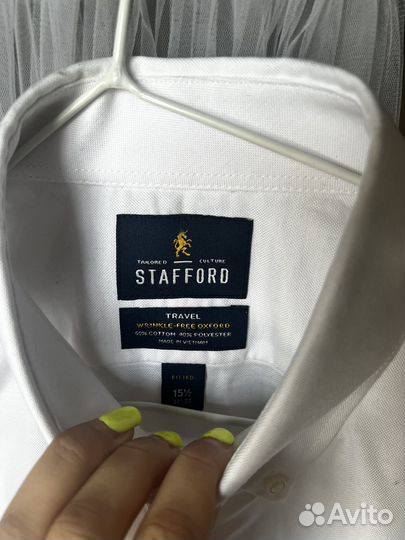 TAILORED CULTURE
STAFFORD
TRAVEL
WRINKLE-FREE OXFORD
60% COTTON 40% POLYESTER
MADE IN VIETNAM
FITTED
15½
Avito